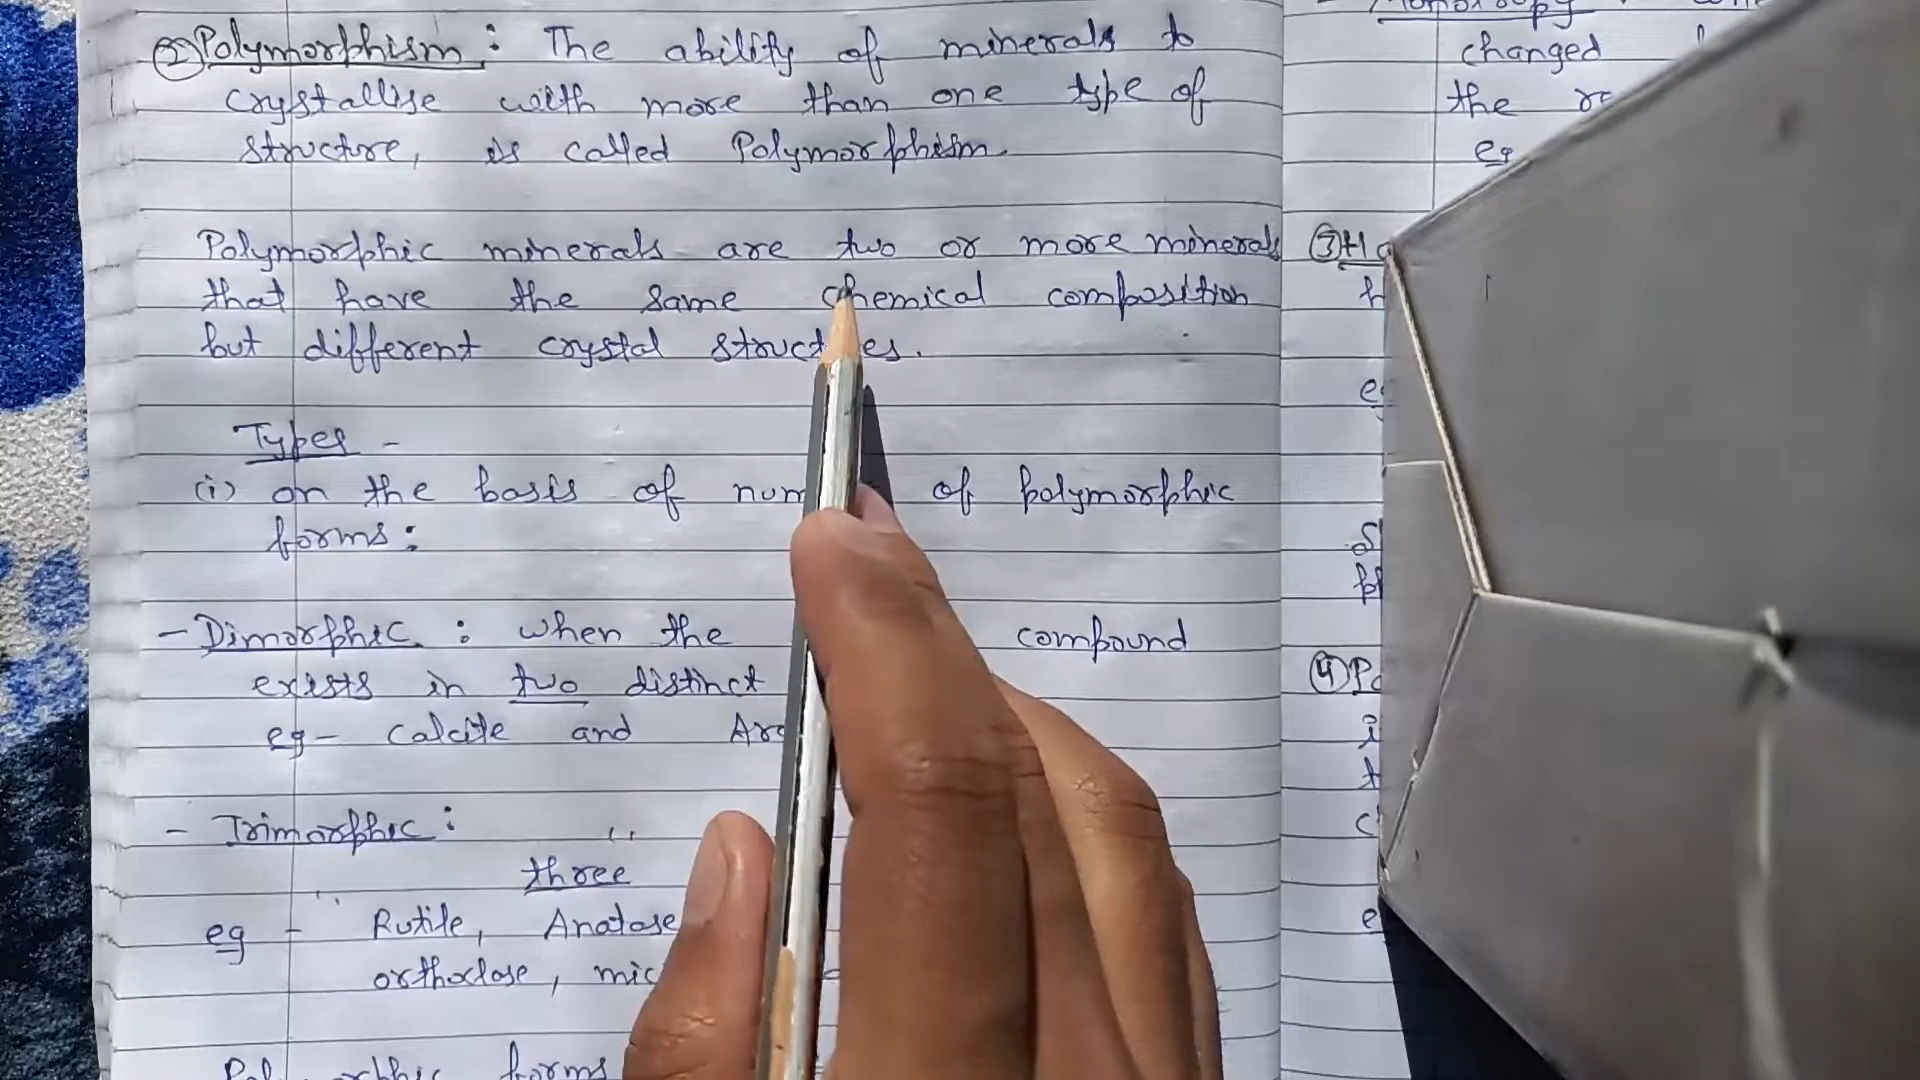 ② Polymorphism : The ability of minerals to
crystallise with more than one type of
structure, is called Polymorphism.
Polymorphic minerals are two or more minerals
that have the same chemical composition
but different crystal
Types -
(i) on the basis of of polymorphic
forms :
- Dimorphic : when the compound
exists in two distinct
eg - Calcite and
- Trimorphic : ,,
three
eg - Rutile, Anatase
orthoclase ,
forms
changed
the
eg
③
④